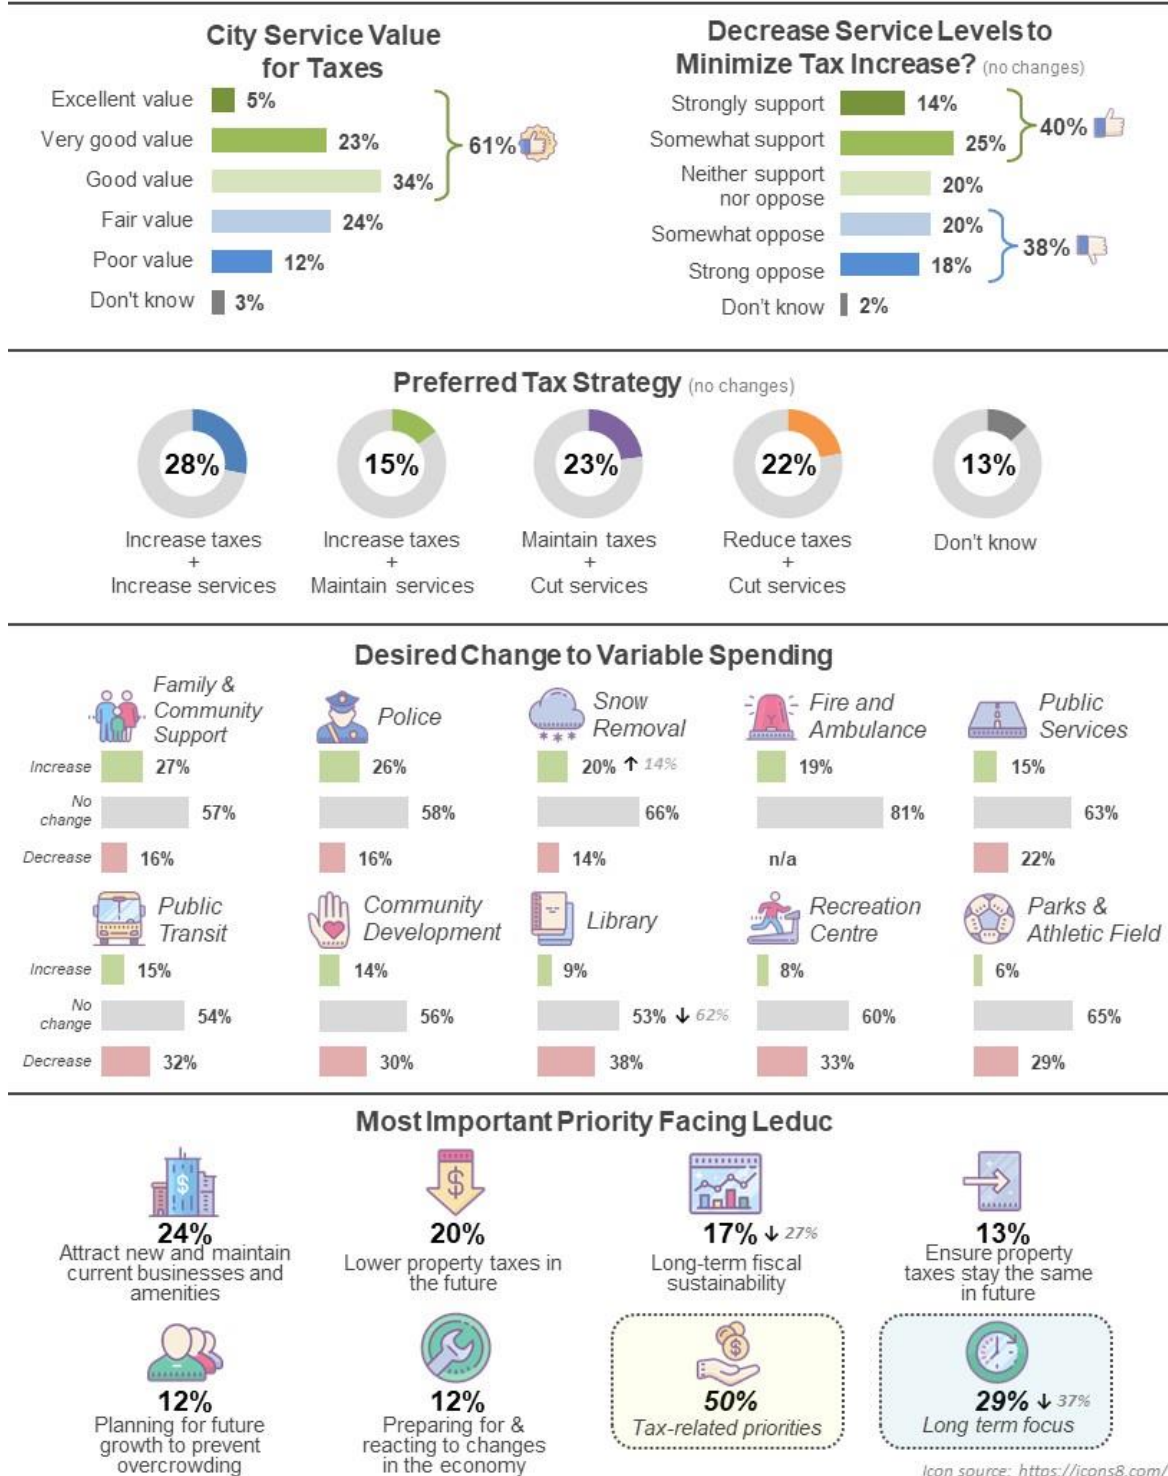 City Service Value
for Taxes
Excellent value 5%
Very good value 23%
Good value 34%
61%
Fair value 24%
Poor value 12%
Don't know 3%
Decrease Service Levels to
Minimize Tax Increase? (no changes)
Strongly support 14%
Somewhat support 25%
40%
Neither support
nor oppose 20%
Somewhat oppose 20%
Strong oppose 18%
38%
Don't know 2%
Preferred Tax Strategy (no changes)
28%
Increase taxes
+
Increase services
15%
Increase taxes
+
Maintain services
23%
Maintain taxes
+
Cut services
22%
Reduce taxes
+
Cut services
13%
Don't know
Desired Change to Variable Spending
Family &
Community
Support
Police
Snow
Removal
Fire and
Ambulance
Public
Services
Increase 27% 26% 20% ↑ 14% 19% 15%
No
change 57% 58% 66% 81% 63%
Decrease 16% 16% 14% n/a 22%
Public
Transit
Community
Development
Library
Recreation
Centre
Parks &
Athletic Field
Increase 15% 14% 9% 8% 6%
No
change 54% 56% 53% ↓ 62% 60% 65%
Decrease 32% 30% 38% 33% 29%
Most Important Priority Facing Leduc
24%
Attract new and maintain
current businesses and
amenities
20%
Lower property taxes in
the future
17% ↓ 27%
Long-term fiscal
sustainability
13%
Ensure property
taxes stay the same
in future
12%
Planning for future
growth to prevent
overcrowding
12%
Preparing for &
reacting to changes
in the economy
50%
Tax-related priorities
29% ↓ 37%
Long term focus
Icon source: https://icons8.com/